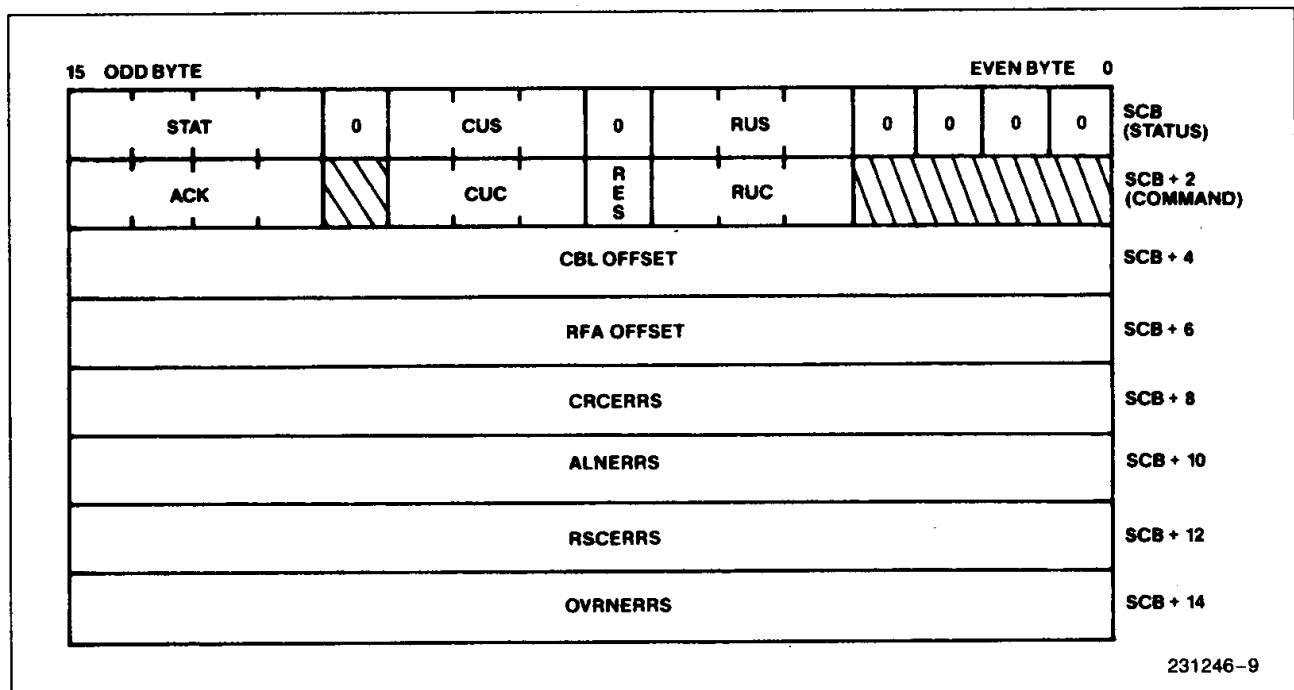 15 ODD BYTE EVEN BYTE 0
STAT 0 CUS 0 RUS 0 0 0 0 SCB (STATUS)
ACK CUC RES RUC SCB + 2 (COMMAND)
CBL OFFSET SCB + 4
RFA OFFSET SCB + 6
CRCERRS SCB + 8
ALNERRS SCB + 10
RSCERRS SCB + 12
OVRNERRS SCB + 14
231246-9